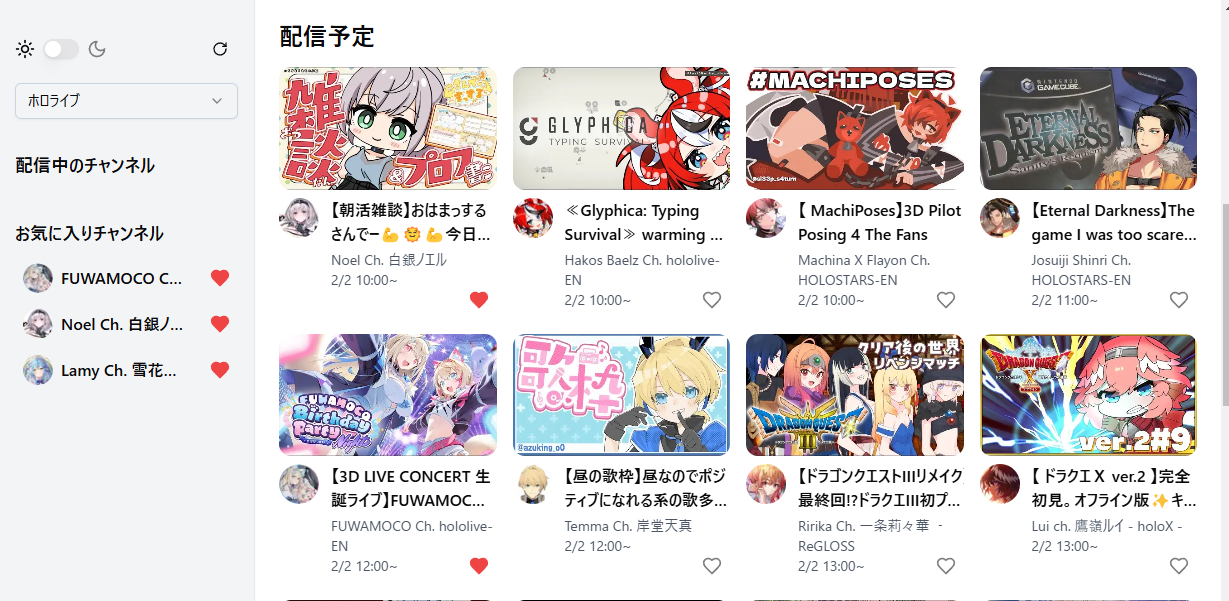 ホロライブ
配信中のチャンネル
お気に入りチャンネル
FUWAMOCO C...
Noel Ch. 白銀ノ...
Lamy Ch. 雪花...
配信予定
雑談
&プロア
【朝活雑談】おはまっする
さんでー💪🌞💪今日...
Noel Ch. 白銀ノエル
2/2 10:00~
GLYPHICA
TYPING SURVIVAL
≪Glyphica: Typing
Survival≫ warming ...
Hakos Baelz Ch. hololive-
EN
2/2 10:00~
#MACHIPOSES
【 MachiPoses】3D Pilot
Posing 4 The Fans
Machina X Flayon Ch.
HOLOSTARS-EN
2/2 10:00~
NINTENDO
GAMECUBE
ETERNAL
DARKNESS
Sanity's Requiem
【Eternal Darkness】The
game I was too scare...
Josuiji Shinri Ch.
HOLOSTARS-EN
2/2 11:00~
FUWAMOCO
Birthday
Party
【3D LIVE CONCERT 生
誕ライブ】FUWAMOC...
FUWAMOCO Ch. hololive-
EN
2/2 12:00~
歌枠
@azuking_o0
【昼の歌枠】昼なのでポジ
ティブになれる系の歌多...
Temma Ch. 岸堂天真
2/2 12:00~
クリア後の世界
リベンジマッチ
DRAGON QUEST
III
【ドラゴンクエストIIIリメイク
最終回!?ドラクエIII初プ...
Ririka Ch. 一条莉々華 ‐
ReGLOSS
2/2 13:00~
DRAGON QUEST
X
ver.2#9
【 ドラクエＸ ver.2 】完全
初見。オフライン版✨キ...
Lui ch. 鷹嶺ルイ - holoX -
2/2 13:00~